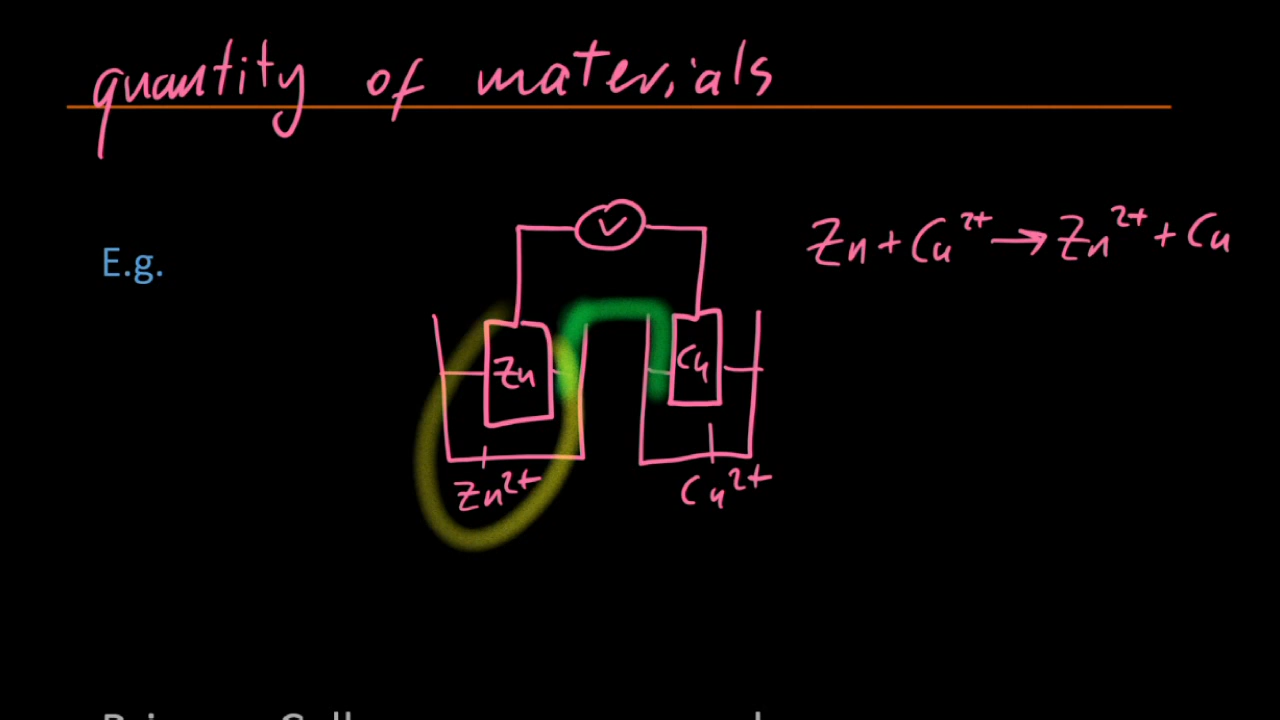 quantity of materials
E.g.
V
Zn + Cu²⁺ → Zn²⁺ + Cu
Zn
Cu
Zn²⁺
Cu²⁺